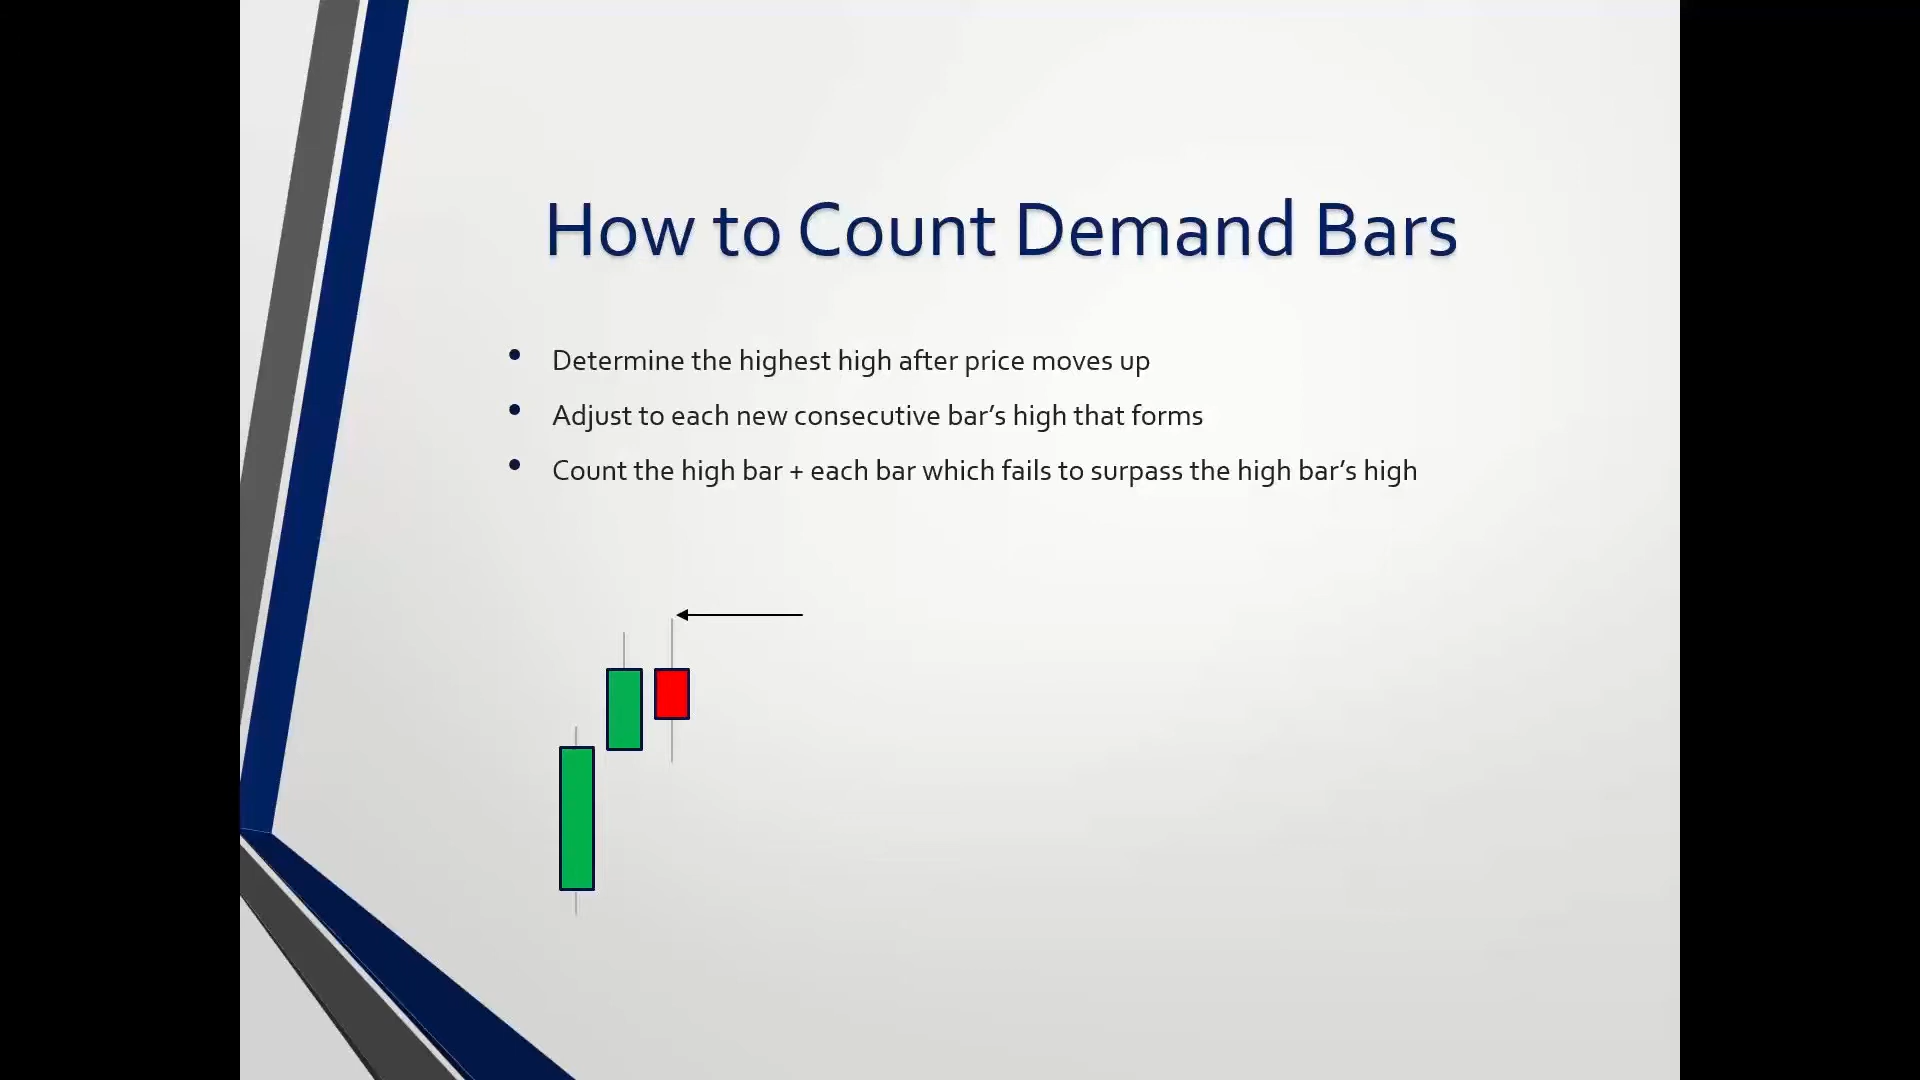 How to Count Demand Bars
• Determine the highest high after price moves up
• Adjust to each new consecutive bar’s high that forms
• Count the high bar + each bar which fails to surpass the high bar’s high